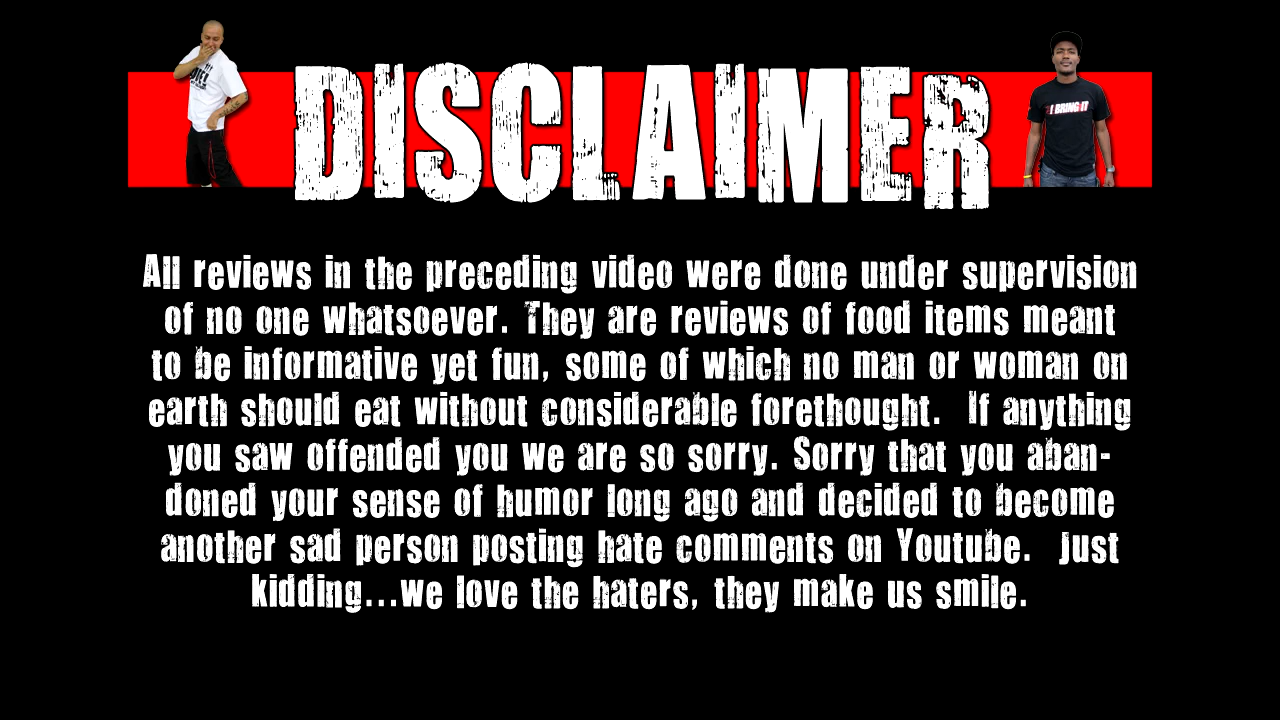 DISCLAIMER
I BRING IT
All reviews in the preceding video were done under supervision
of no one whatsoever. They are reviews of food items meant
to be informative yet fun, some of which no man or woman on
earth should eat without considerable forethought. If anything
you saw offended you we are so sorry. Sorry that you aban-
doned your sense of humor long ago and decided to become
another sad person posting hate comments on Youtube. Just
kidding...we love the haters, they make us smile.